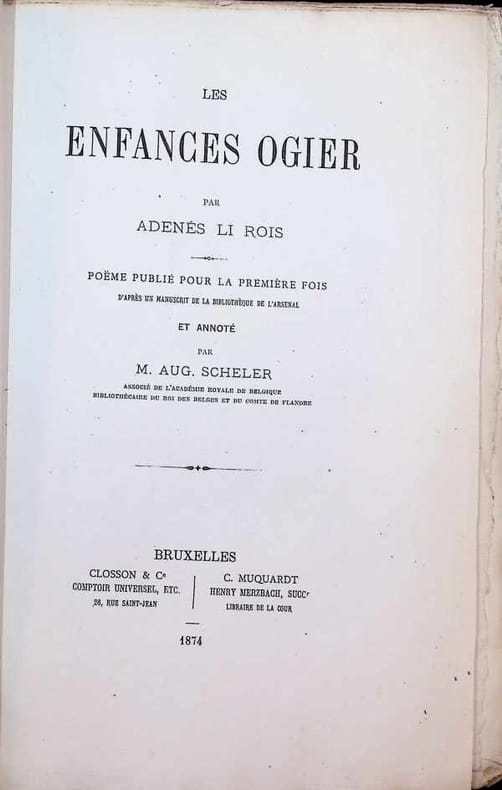 LES
ENFANCES OGIER
PAR
ADENÉS LI ROIS
POËME PUBLIÉ POUR LA PREMIÈRE FOIS
D'APRÈS UN MANUSCRIT DE LA BIBLIOTHÈQUE DE L'ARSENAL
ET ANNOTÉ
PAR
M. AUG. SCHELER
ASSOCIÉ DE L'ACADÉMIE ROYALE DE BELGIQUE
BIBLIOTHÉCAIRE DU ROI DES BELGES ET DU COMTE DE FLANDRE
BRUXELLES
CLOSSON & Cᵉ
COMPTOIR UNIVERSEL, ETC.
26, RUE SAINT-JEAN
C. MUQUARDT
HENRY MERZBACH, SUCCʳ
LIBRAIRE DE LA COUR
1874